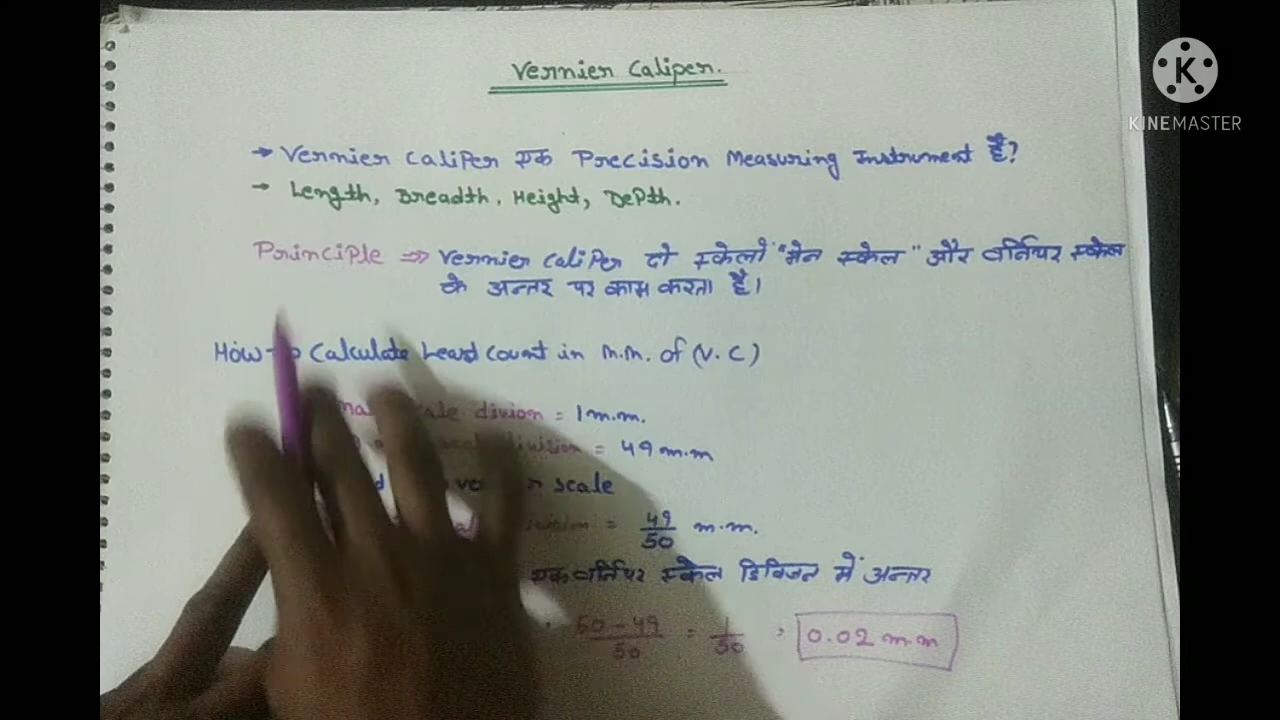 Vernier Caliper.
KINEMASTER
→ Vernier Caliper एक Precision Measuring Instrument है?
→ Length, Breadth, Height, Depth.
Principle ⇒ Vernier Caliper दो स्केलों "मेन स्केल" और वर्नियर स्केल
के अन्तर पर काम करता है।
How to Calculate Least Count in m.m. of (V.C)
divion = 1 m.m.
division = 49 m.m
scale
= 49/50 m.m.
एक वर्नियर स्केल डिविजन में अन्तर
50-49/50 = 1/50 , 0.02 m.m